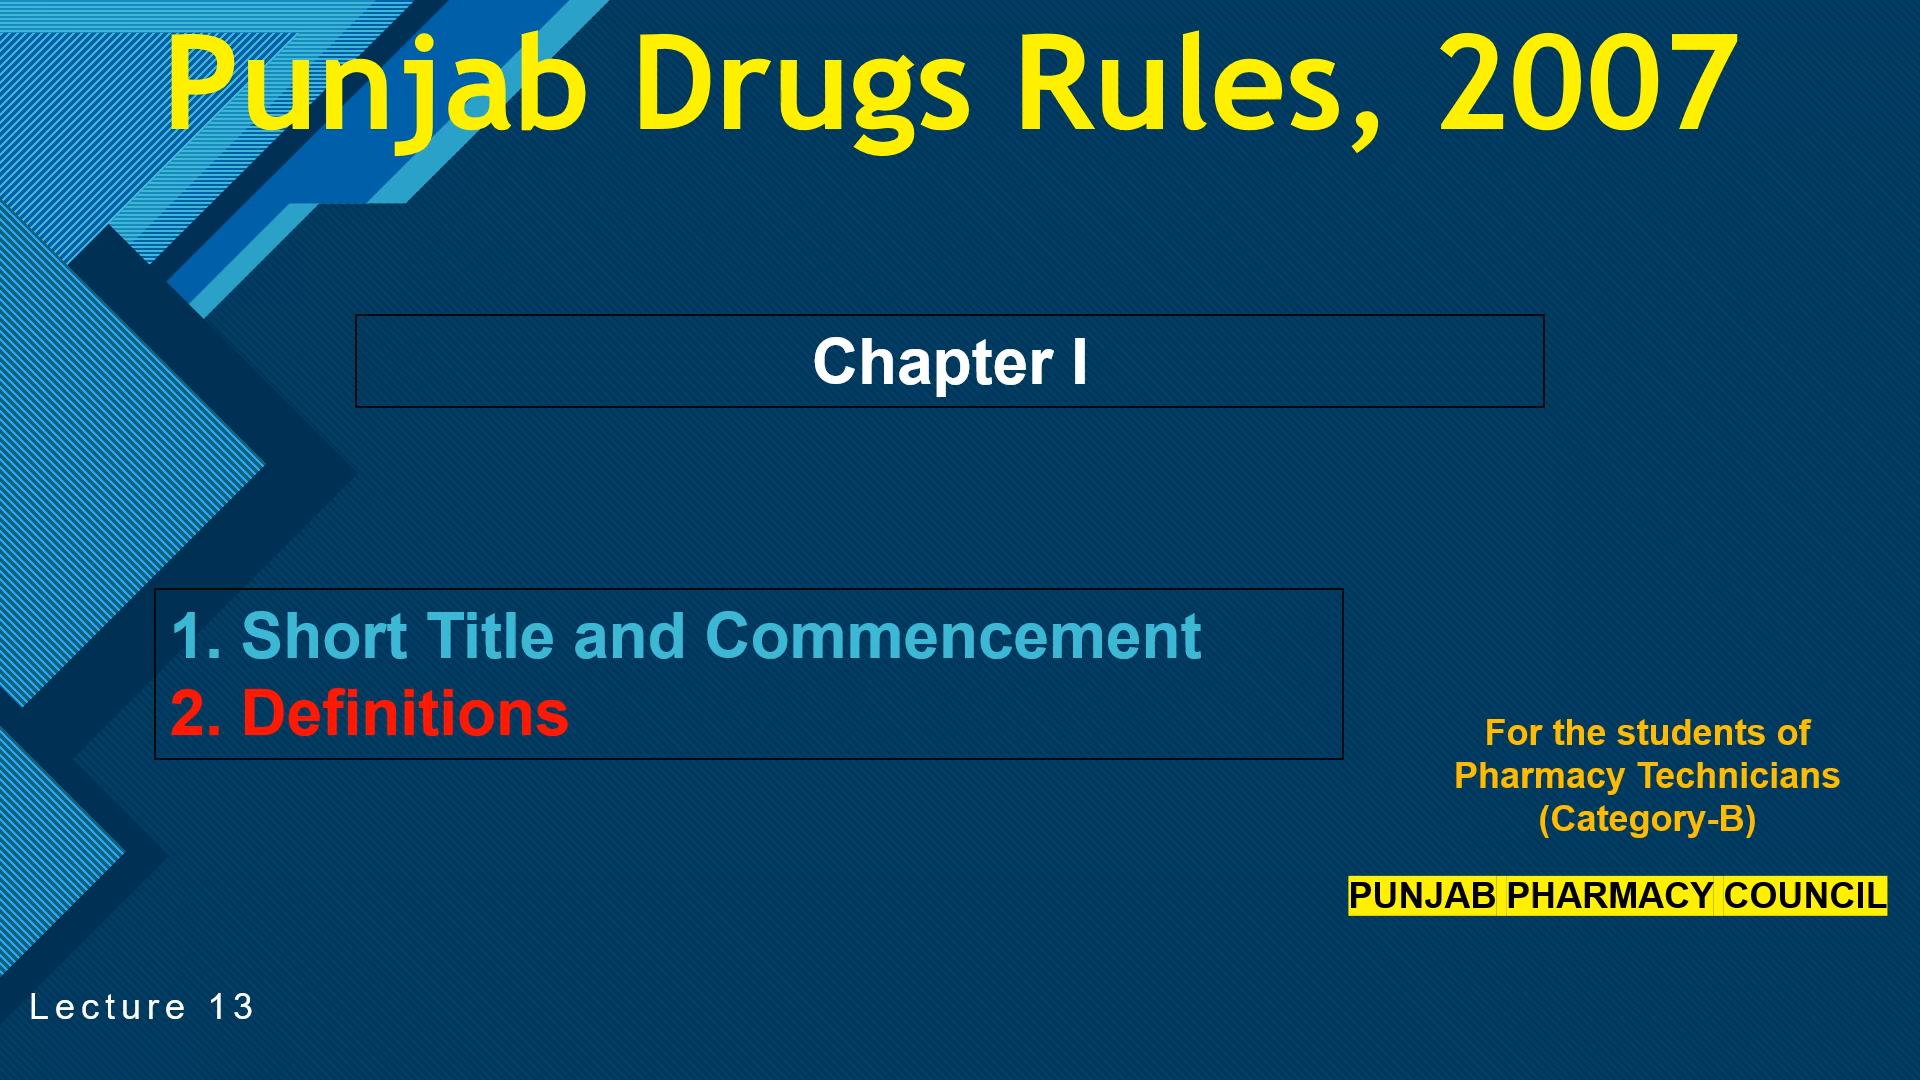 Punjab Drugs Rules, 2007
Chapter I
1. Short Title and Commencement
2. Definitions
For the students of
Pharmacy Technicians
(Category-B)
PUNJAB PHARMACY COUNCIL
Lecture 13